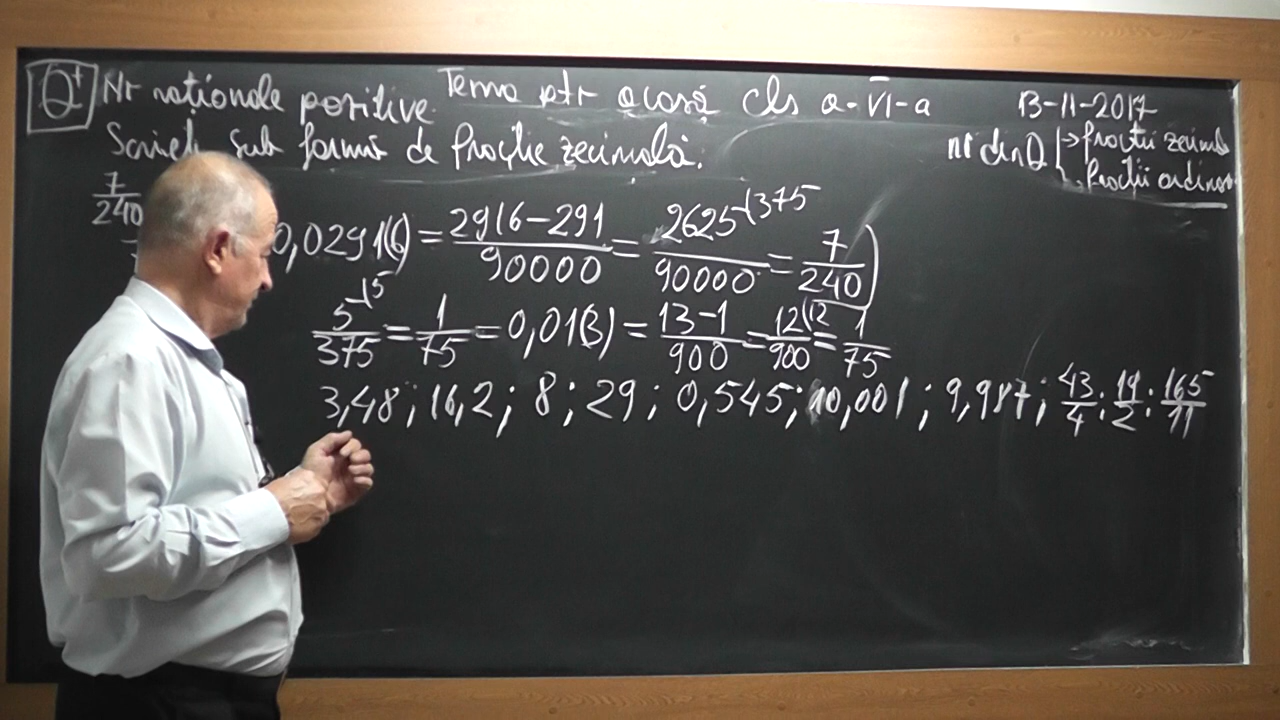 Q+ Nr raționale pozitive. Tema ptr acasă cls a-VI-a 13-11-2017
Scrieți sub formă de fracție zecimală. nr din Q → fracții
fracții
7/240 0,0291(6) = 2916-291/90000 = 2625(375/90000 = 7/240)
5(5/375 = 1/75 = 0,01(3) = 13-1/900 = 12(12/900 = 1/75
3,48; 16,2; 8; 29; 0,545; 10,001; 9,987; 43/4; 19/2; 165/11